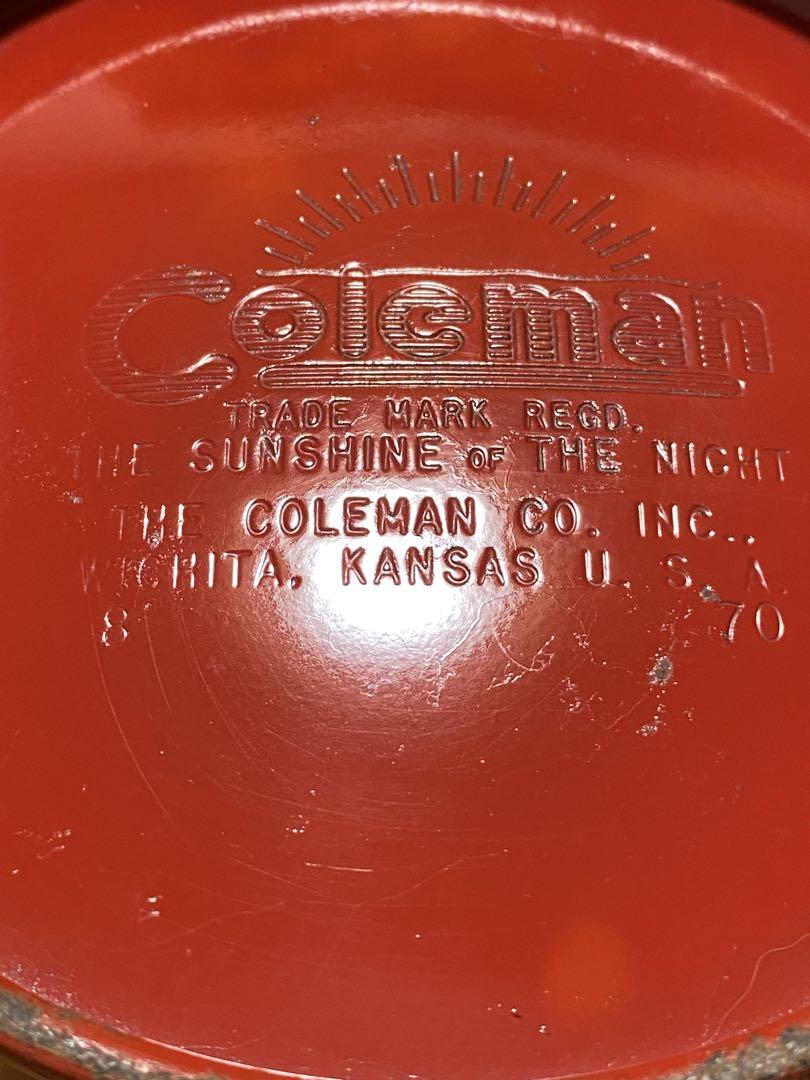 Coleman
TRADE MARK REGD.
THE SUNSHINE OF THE NIGHT
THE COLEMAN CO. INC.,
WICHITA, KANSAS U. S. A.
8 70